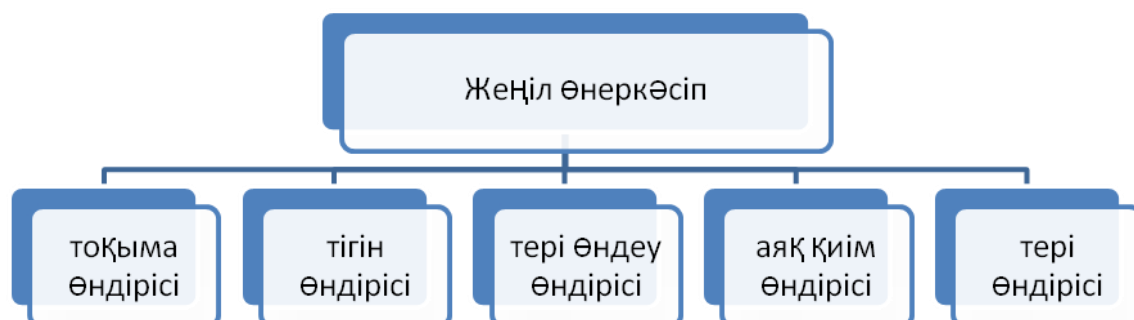 Жеңіл өнеркәсіп
тоқыма
өндірісі
тігін
өндірісі
тері өңдеу
өндірісі
аяқ киім
өндірісі
тері
өндірісі